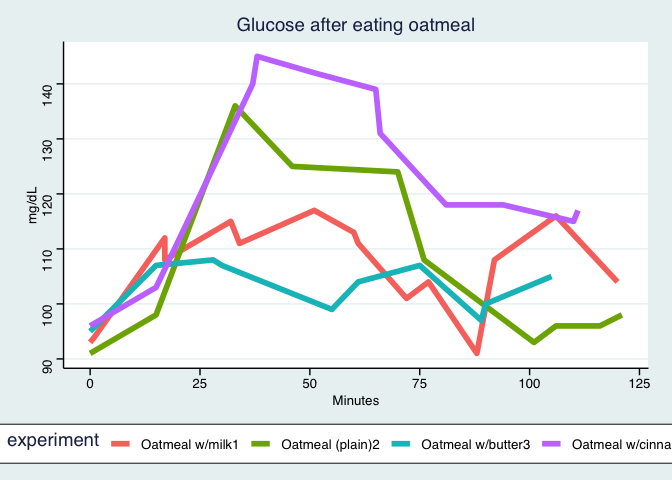 Glucose after eating oatmeal
mg/dL
140
130
120
110
100
90
0 25 50 75 100 125
Minutes
experiment Oatmeal w/milk1 Oatmeal (plain)2 Oatmeal w/butter3 Oatmeal w/cinna